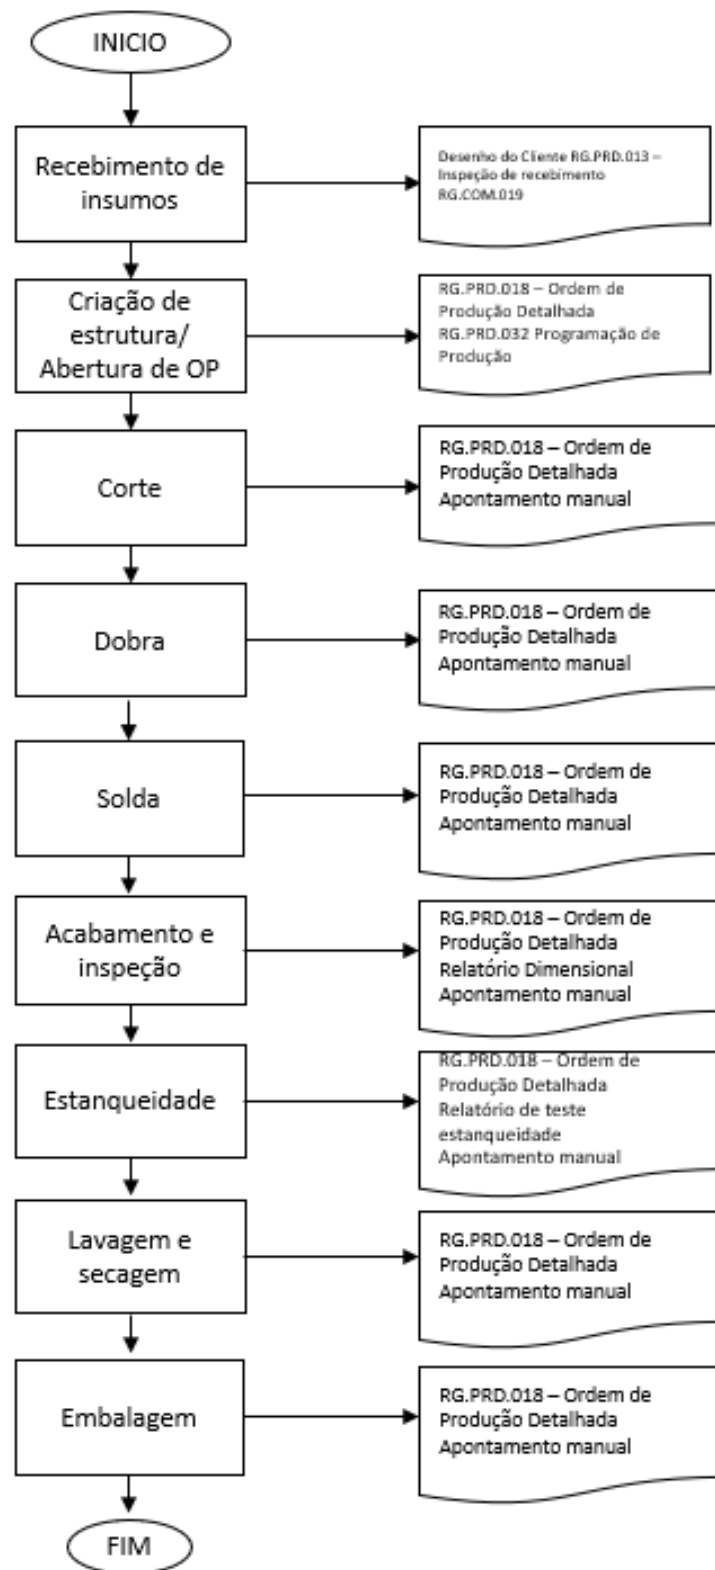 INICIO
Recebimento de
insumos
Desenho do Cliente RG.PRD.013 –
Inspeção de recebimento
RG.COM.019
Criação de
estrutura/
Abertura de OP
RG.PRD.018 – Ordem de
Produção Detalhada
RG.PRD.032 Programação de
Produção
Corte
RG.PRD.018 – Ordem de
Produção Detalhada
Apontamento manual
Dobra
RG.PRD.018 – Ordem de
Produção Detalhada
Apontamento manual
Solda
RG.PRD.018 – Ordem de
Produção Detalhada
Apontamento manual
Acabamento e
inspeção
RG.PRD.018 – Ordem de
Produção Detalhada
Relatório Dimensional
Apontamento manual
Estanqueidade
RG.PRD.018 – Ordem de
Produção Detalhada
Relatório de teste
estanqueidade
Apontamento manual
Lavagem e
secagem
RG.PRD.018 – Ordem de
Produção Detalhada
Apontamento manual
Embalagem
RG.PRD.018 – Ordem de
Produção Detalhada
Apontamento manual
FIM